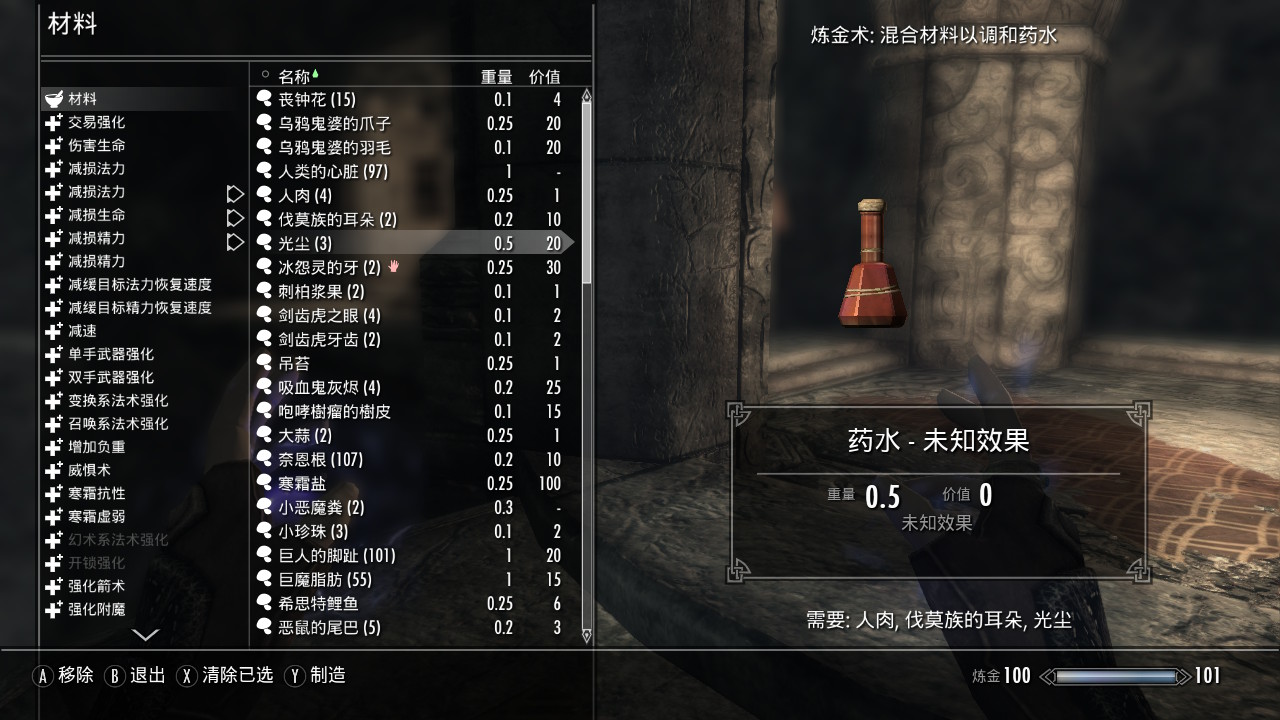 材料
炼金术: 混合材料以调和药水
名称 重量 价值
材料
交易强化
伤害生命
减损法力
减损法力
减损生命
减损精力
减损精力
减缓目标法力恢复速度
减缓目标精力恢复速度
减速
单手武器强化
双手武器强化
变换系法术强化
召唤系法术强化
增加负重
威惧术
寒霜抗性
寒霜虚弱
幻术系法术强化
开锁强化
强化箭术
强化附魔
丧钟花 (15) 0.1 4
乌鸦鬼婆的爪子 0.25 20
乌鸦鬼婆的羽毛 0.1 20
人类的心脏 (97) 1 -
人肉 (4) 0.25 1
伐莫族的耳朵 (2) 0.2 10
光尘 (3) 0.5 20
冰怨灵的牙 (2) 0.25 30
刺柏浆果 (2) 0.1 1
剑齿虎之眼 (4) 0.1 2
剑齿虎牙齿 (2) 0.1 2
吊苔 0.25 1
吸血鬼灰烬 (4) 0.2 25
咆哮樹瘤的樹皮 0.1 15
大蒜 (2) 0.25 1
奈恩根 (107) 0.2 10
寒霜盐 0.25 100
小恶魔粪 (2) 0.3 -
小珍珠 (3) 0.1 2
巨人的脚趾 (101) 1 20
巨魔脂肪 (55) 1 15
希思特鲤鱼 0.25 6
恶鼠的尾巴 (5) 0.2 3
药水 - 未知效果
重量 0.5 价值 0
未知效果
需要: 人肉, 伐莫族的耳朵, 光尘
A 移除 B 退出 X 清除已选 Y 制造
炼金 100 101